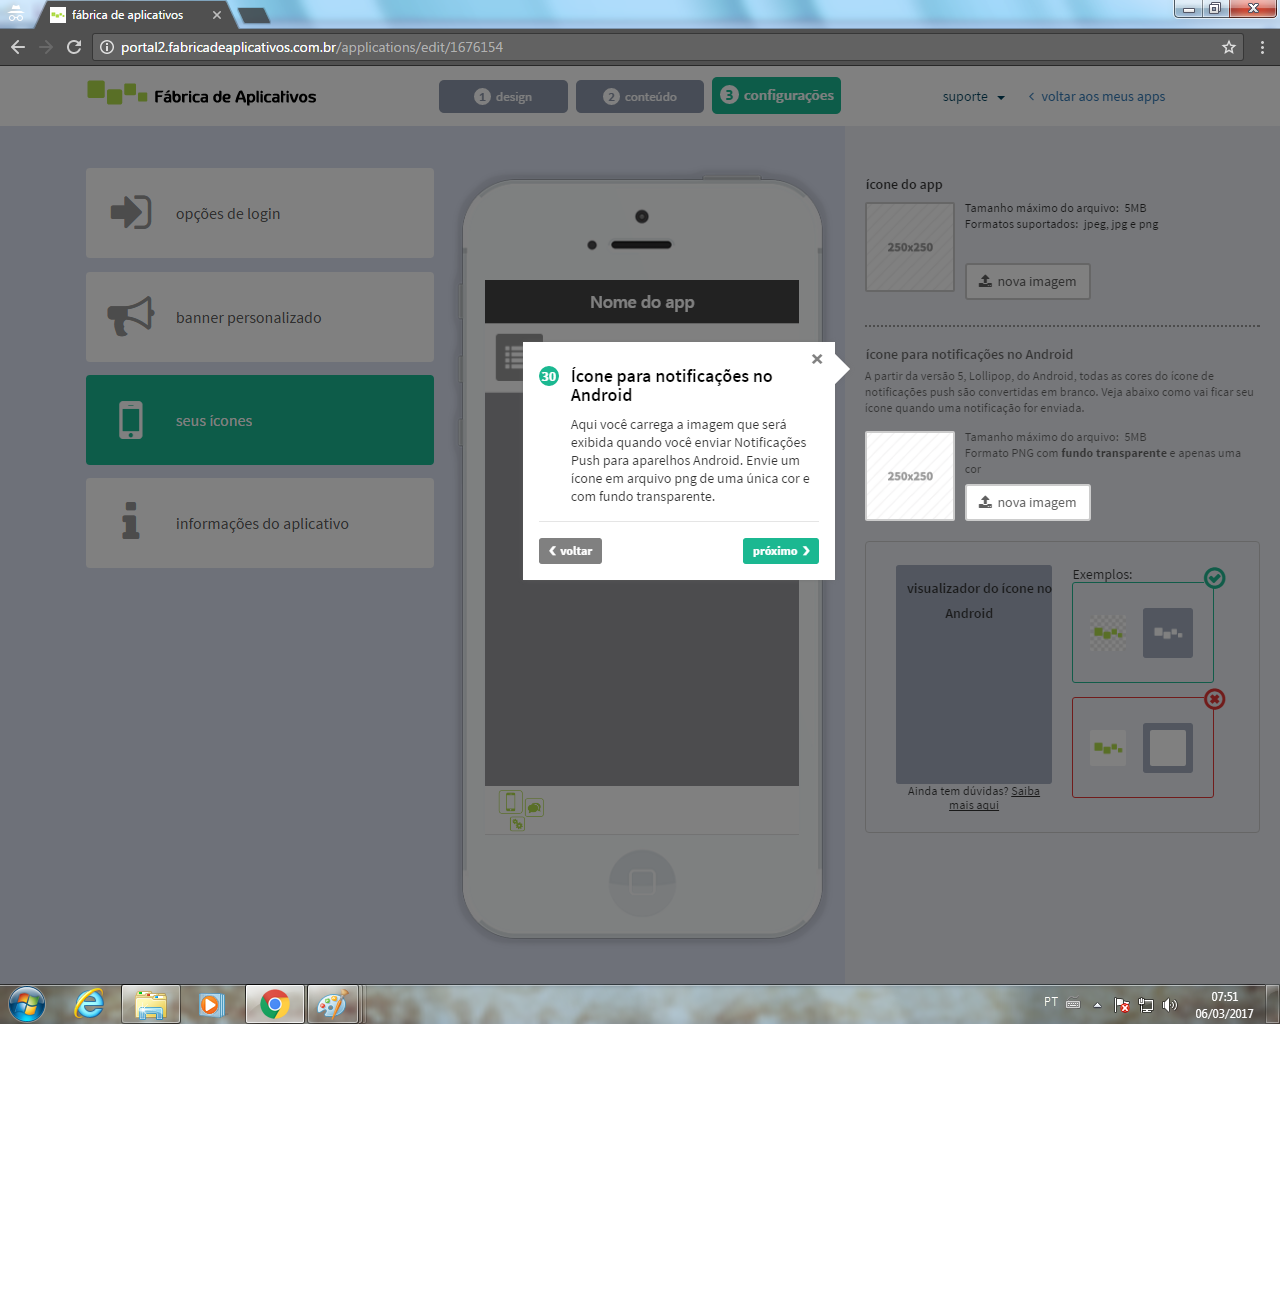 fábrica de aplicativos
portal2.fabricadeaplicativos.com.br/applications/edit/1676154
Fábrica de Aplicativos
1 design
2 conteúdo
3 configurações
suporte
voltar aos meus apps
opções de login
banner personalizado
seus ícones
informações do aplicativo
Nome do app
30 Ícone para notificações no
Android
Aqui você carrega a imagem que será
exibida quando você enviar Notificações
Push para aparelhos Android. Envie um
ícone em arquivo png de uma única cor e
com fundo transparente.
voltar
próximo
ícone do app
250x250
Tamanho máximo do arquivo: 5MB
Formatos suportados: jpeg, jpg e png
nova imagem
ícone para notificações no Android
A partir da versão 5, Lollipop, do Android, todas as cores do ícone de
notificações push são convertidas em branco. Veja abaixo como vai ficar seu
ícone quando uma notificação for enviada.
250x250
Tamanho máximo do arquivo: 5MB
Formato PNG com fundo transparente e apenas uma
cor
nova imagem
visualizador do ícone no
Android
Ainda tem dúvidas? Saiba
mais aqui
Exemplos:
PT
07:51
06/03/2017